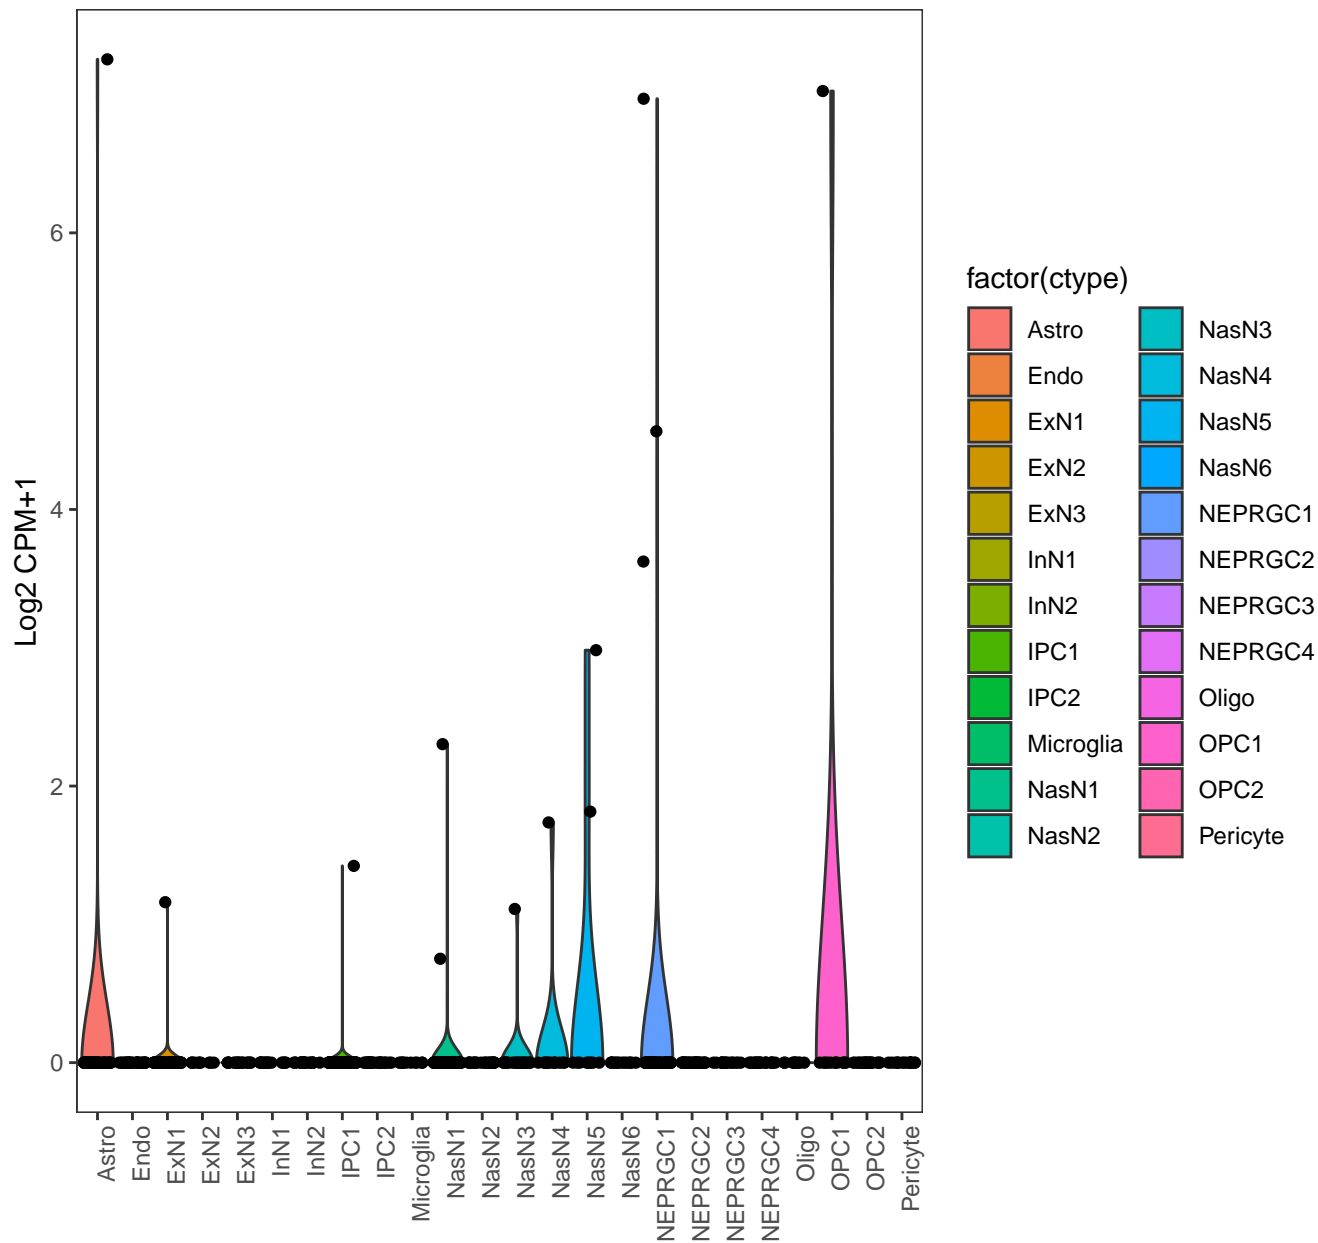 6
4
2
0
Log2 CPM+1
Astro
Endo
ExN1
ExN2
ExN3
InN1
InN2
IPC1
IPC2
Microglia
NasN1
NasN2
NasN3
NasN4
NasN5
NasN6
NEPRGC1
NEPRGC2
NEPRGC3
NEPRGC4
Oligo
OPC1
OPC2
Pericyte
factor(ctype)
Astro
Endo
ExN1
ExN2
ExN3
InN1
InN2
IPC1
IPC2
Microglia
NasN1
NasN2
NasN3
NasN4
NasN5
NasN6
NEPRGC1
NEPRGC2
NEPRGC3
NEPRGC4
Oligo
OPC1
OPC2
Pericyte